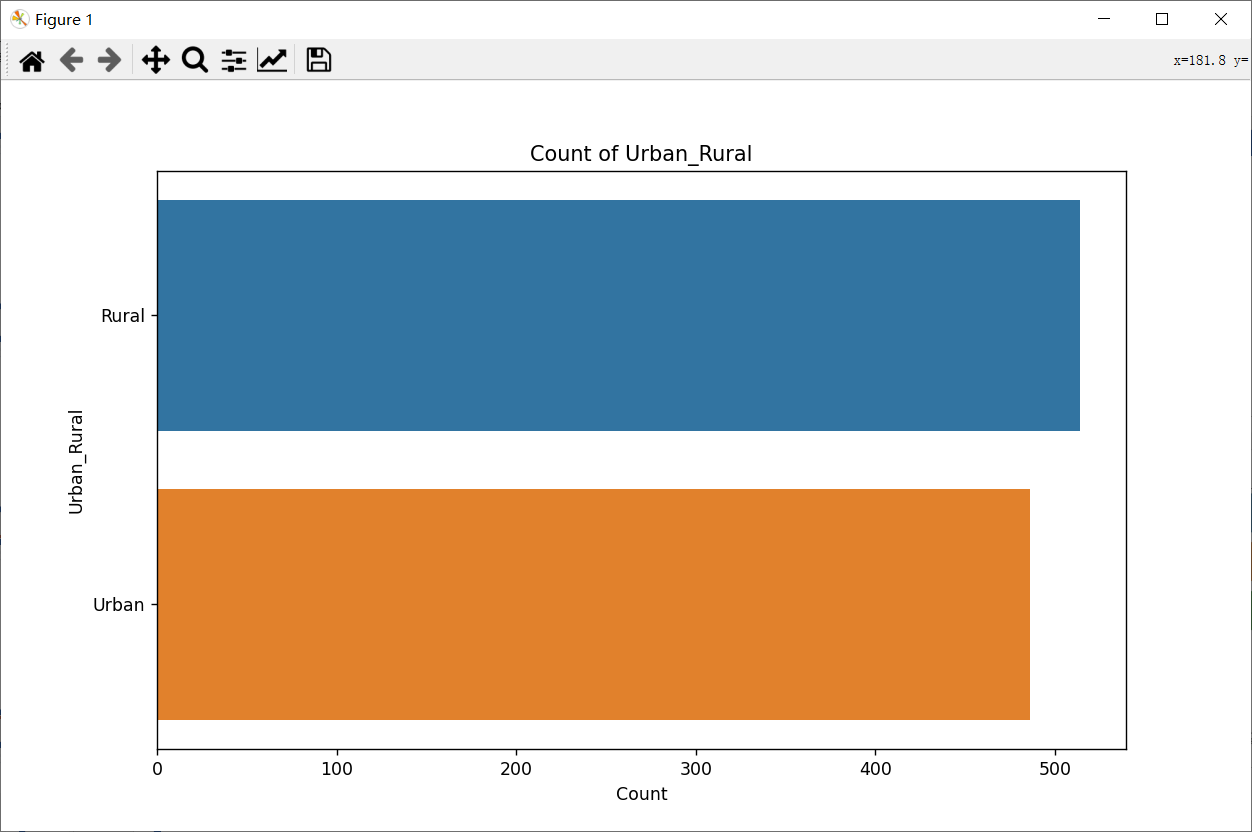 Figure 1
x=181.8 y=
Count of Urban_Rural
Rural
Urban_Rural
Urban
0 100 200 300 400 500
Count